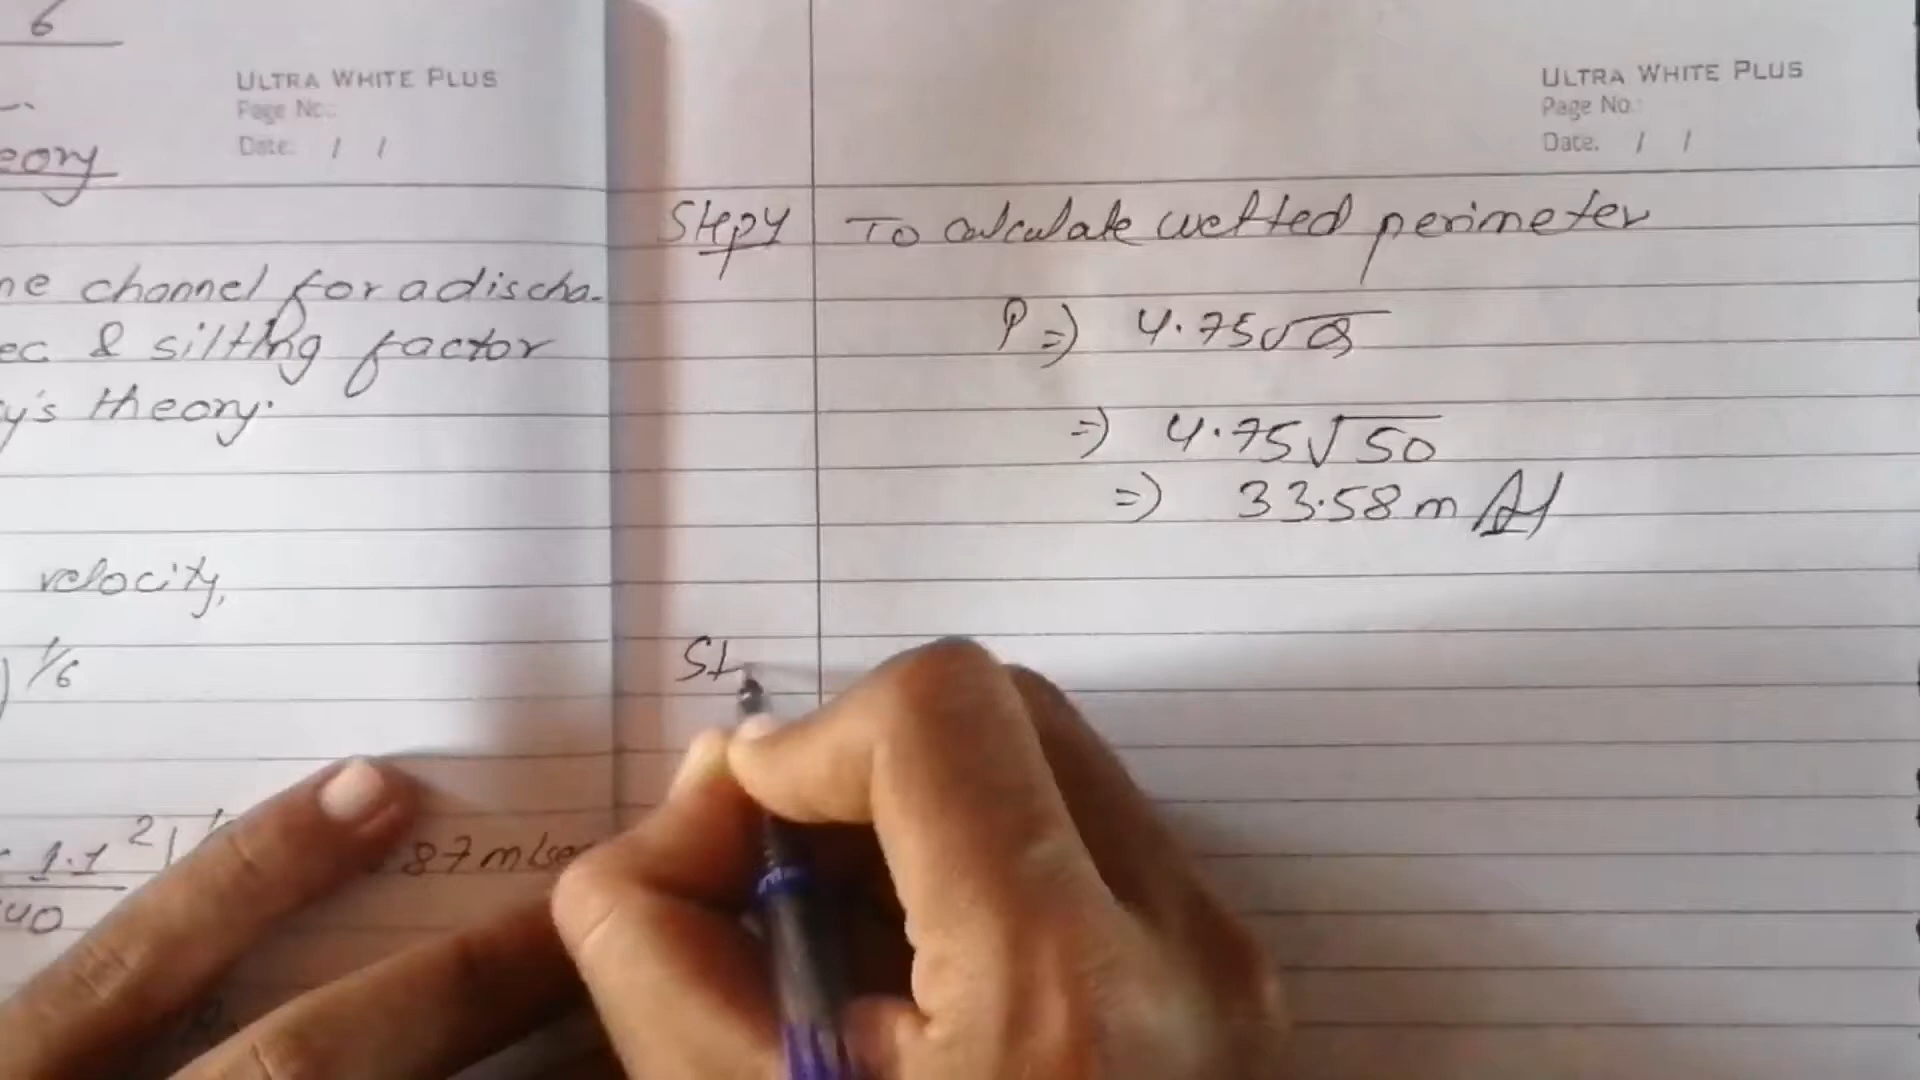 6
ULTRA WHITE PLUS
Page No.:
Date. / /
eory
ne channel for a discha-
ec & silting factor
y's theory.
velocity,
) 1/6
1.1 2
87 m/sec
40
ULTRA WHITE PLUS
Page No.:
Date. / /
Step 4 To calculate wetted perimeter
P => 4.75√Q
=> 4.75√50
=> 33.58 m
St